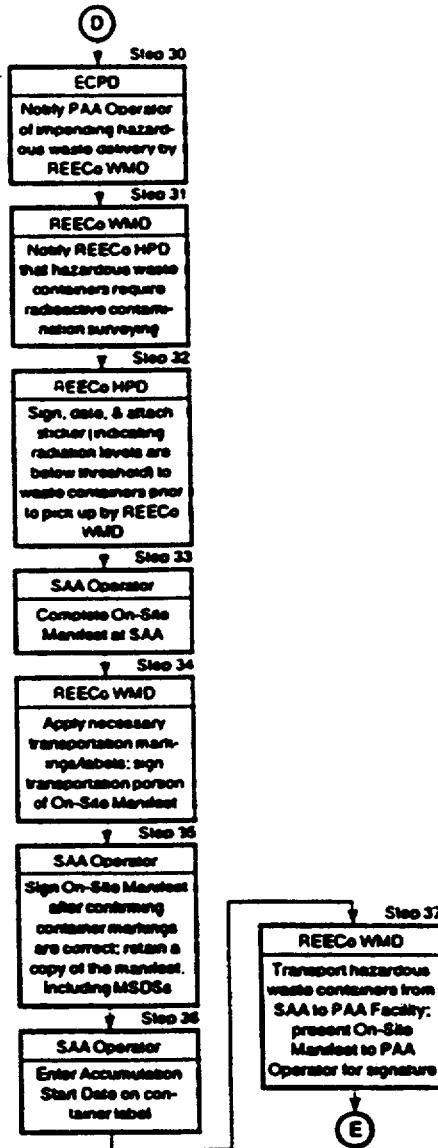 D
Step 30
ECPD
Notify PAA Operator
of impending hazard-
ous waste delivery by
REECo WMD
Step 31
REECo WMD
Notify REECo HPD
that hazardous waste
containers require
radioactive contami-
nation surveying
Step 32
REECo HPD
Sign, date, & attach
sticker (indicating
radiation levels are
below threshold) to
waste containers prior
to pick up by REECo
WMD
Step 33
SAA Operator
Complete On-Site
Manifest at SAA
Step 34
REECo WMD
Apply necessary
transportation mark-
ings/labels; sign
transportation portion
of On-Site Manifest
Step 35
SAA Operator
Sign On-Site Manifest
after confirming
container markings
are correct; retain a
copy of the manifest,
including MSDSs
Step 36
SAA Operator
Enter Accumulation
Start Date on con-
tainer label
Step 37
REECo WMD
Transport hazardous
waste containers from
SAA to PAA Facility;
present On-Site
Manifest to PAA
Operator for signature
E